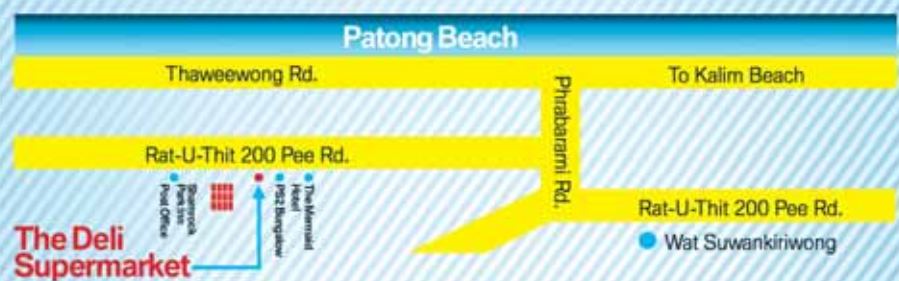 Patong Beach
Thaweewong Rd.
To Kalim Beach
Phrabarami Rd.
Rat-U-Thit 200 Pee Rd.
Shamrock
Park Inn
Post Office
PS2 Bungalow
The Mermaid
Hotel
Rat-U-Thit 200 Pee Rd.
Wat Suwankiriwong
The Deli
Supermarket